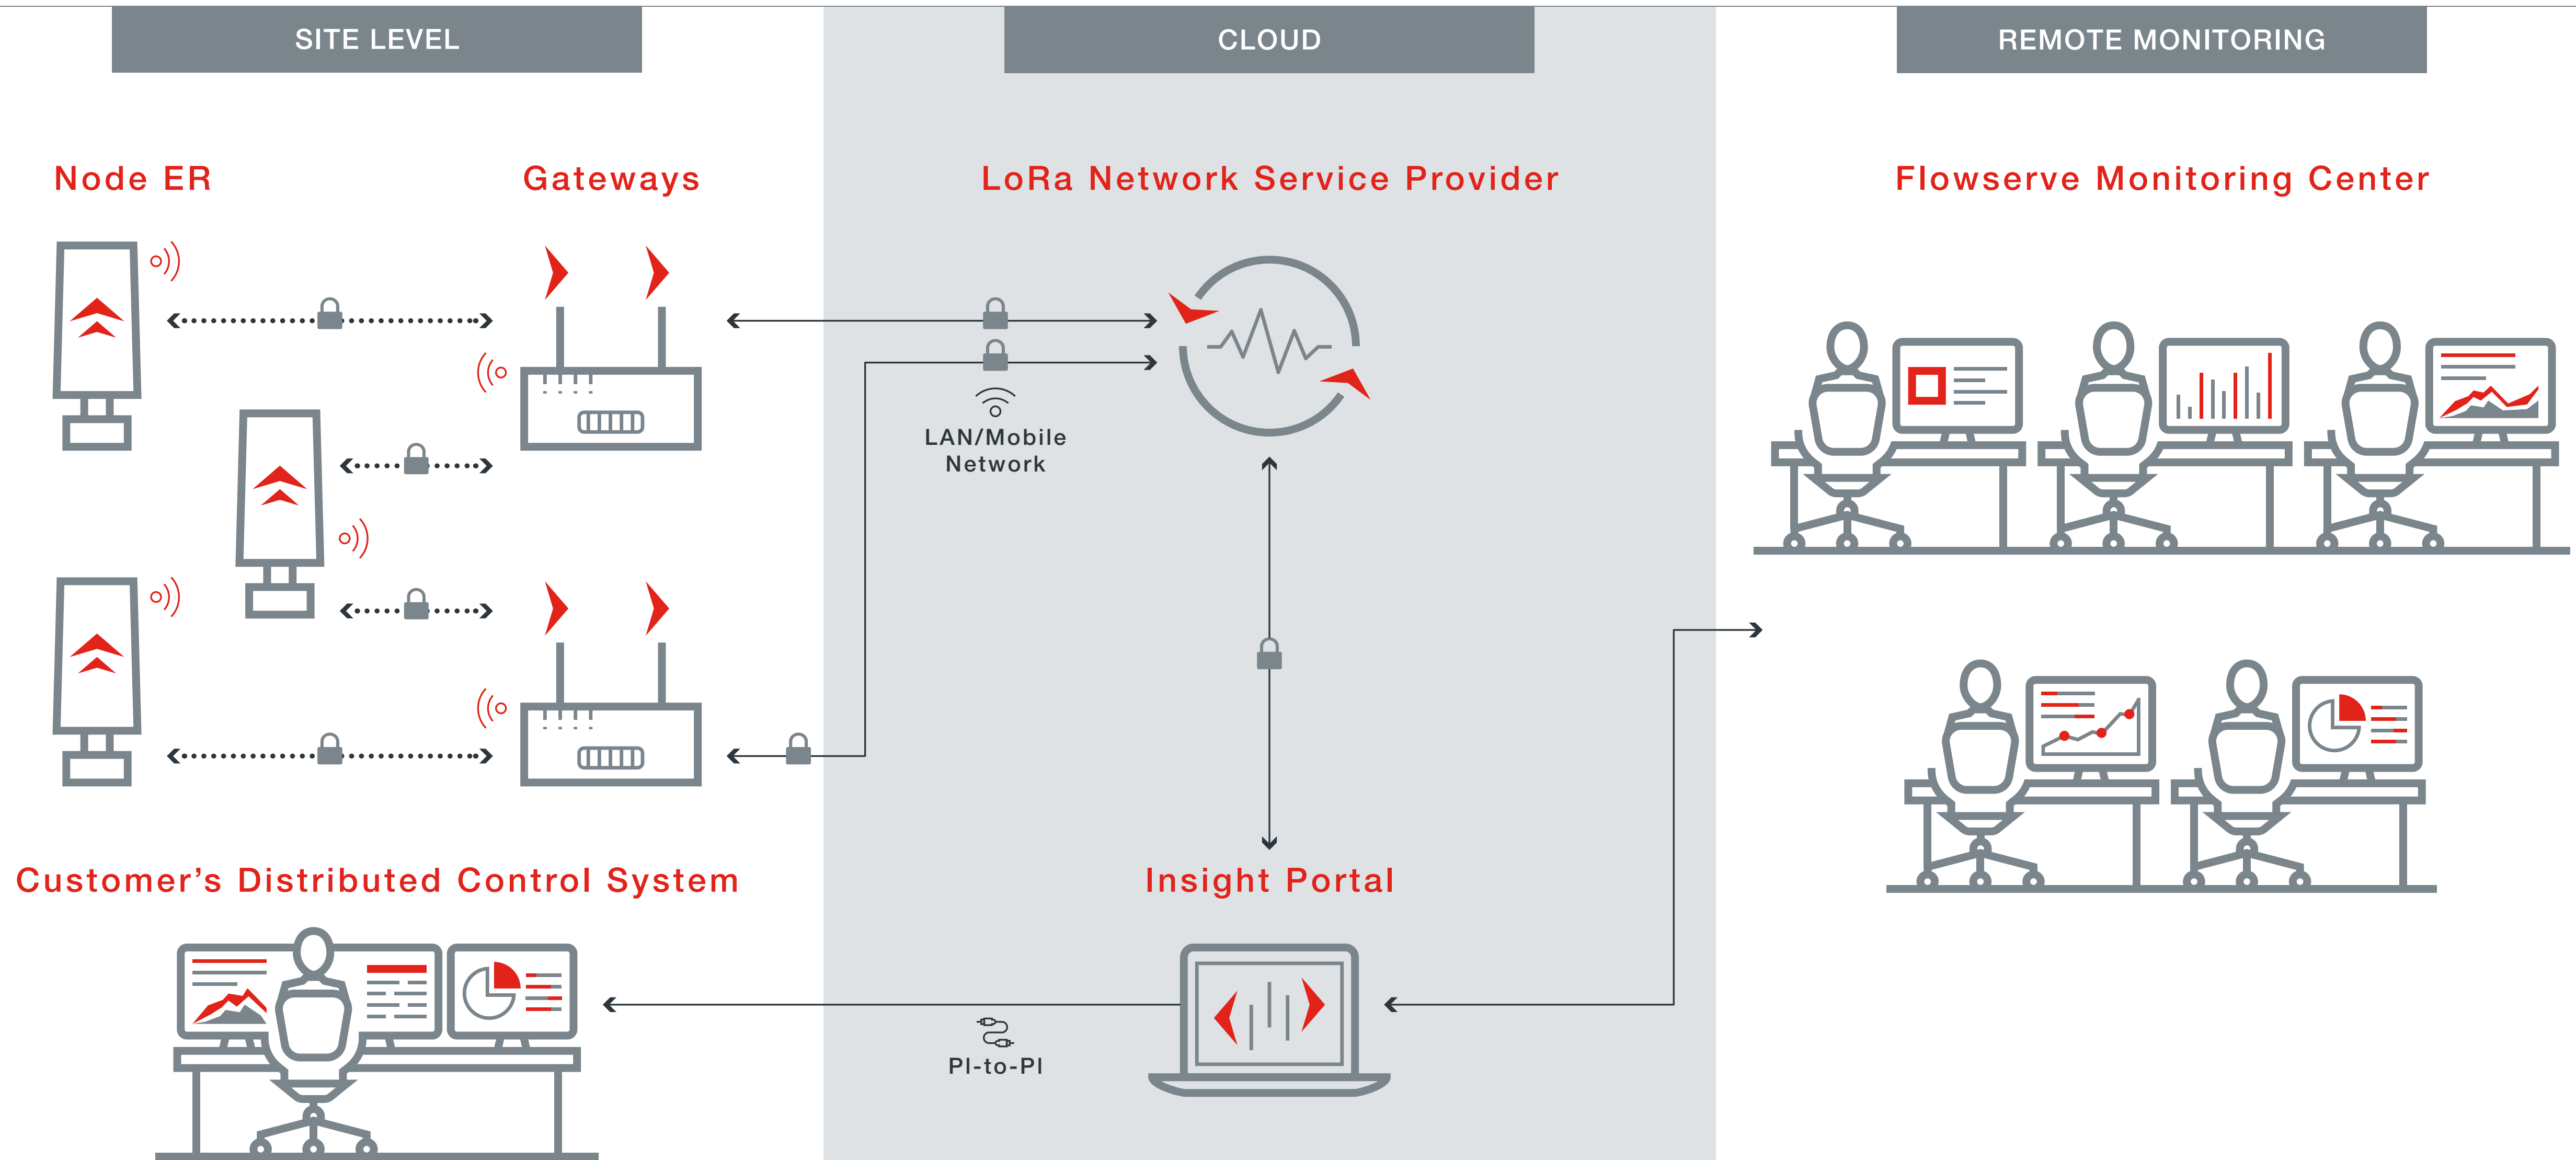 SITE LEVEL
CLOUD
REMOTE MONITORING
Node ER
Gateways
LoRa Network Service Provider
Flowserve Monitoring Center
LAN/Mobile
Network
Customer’s Distributed Control System
Insight Portal
PI-to-PI